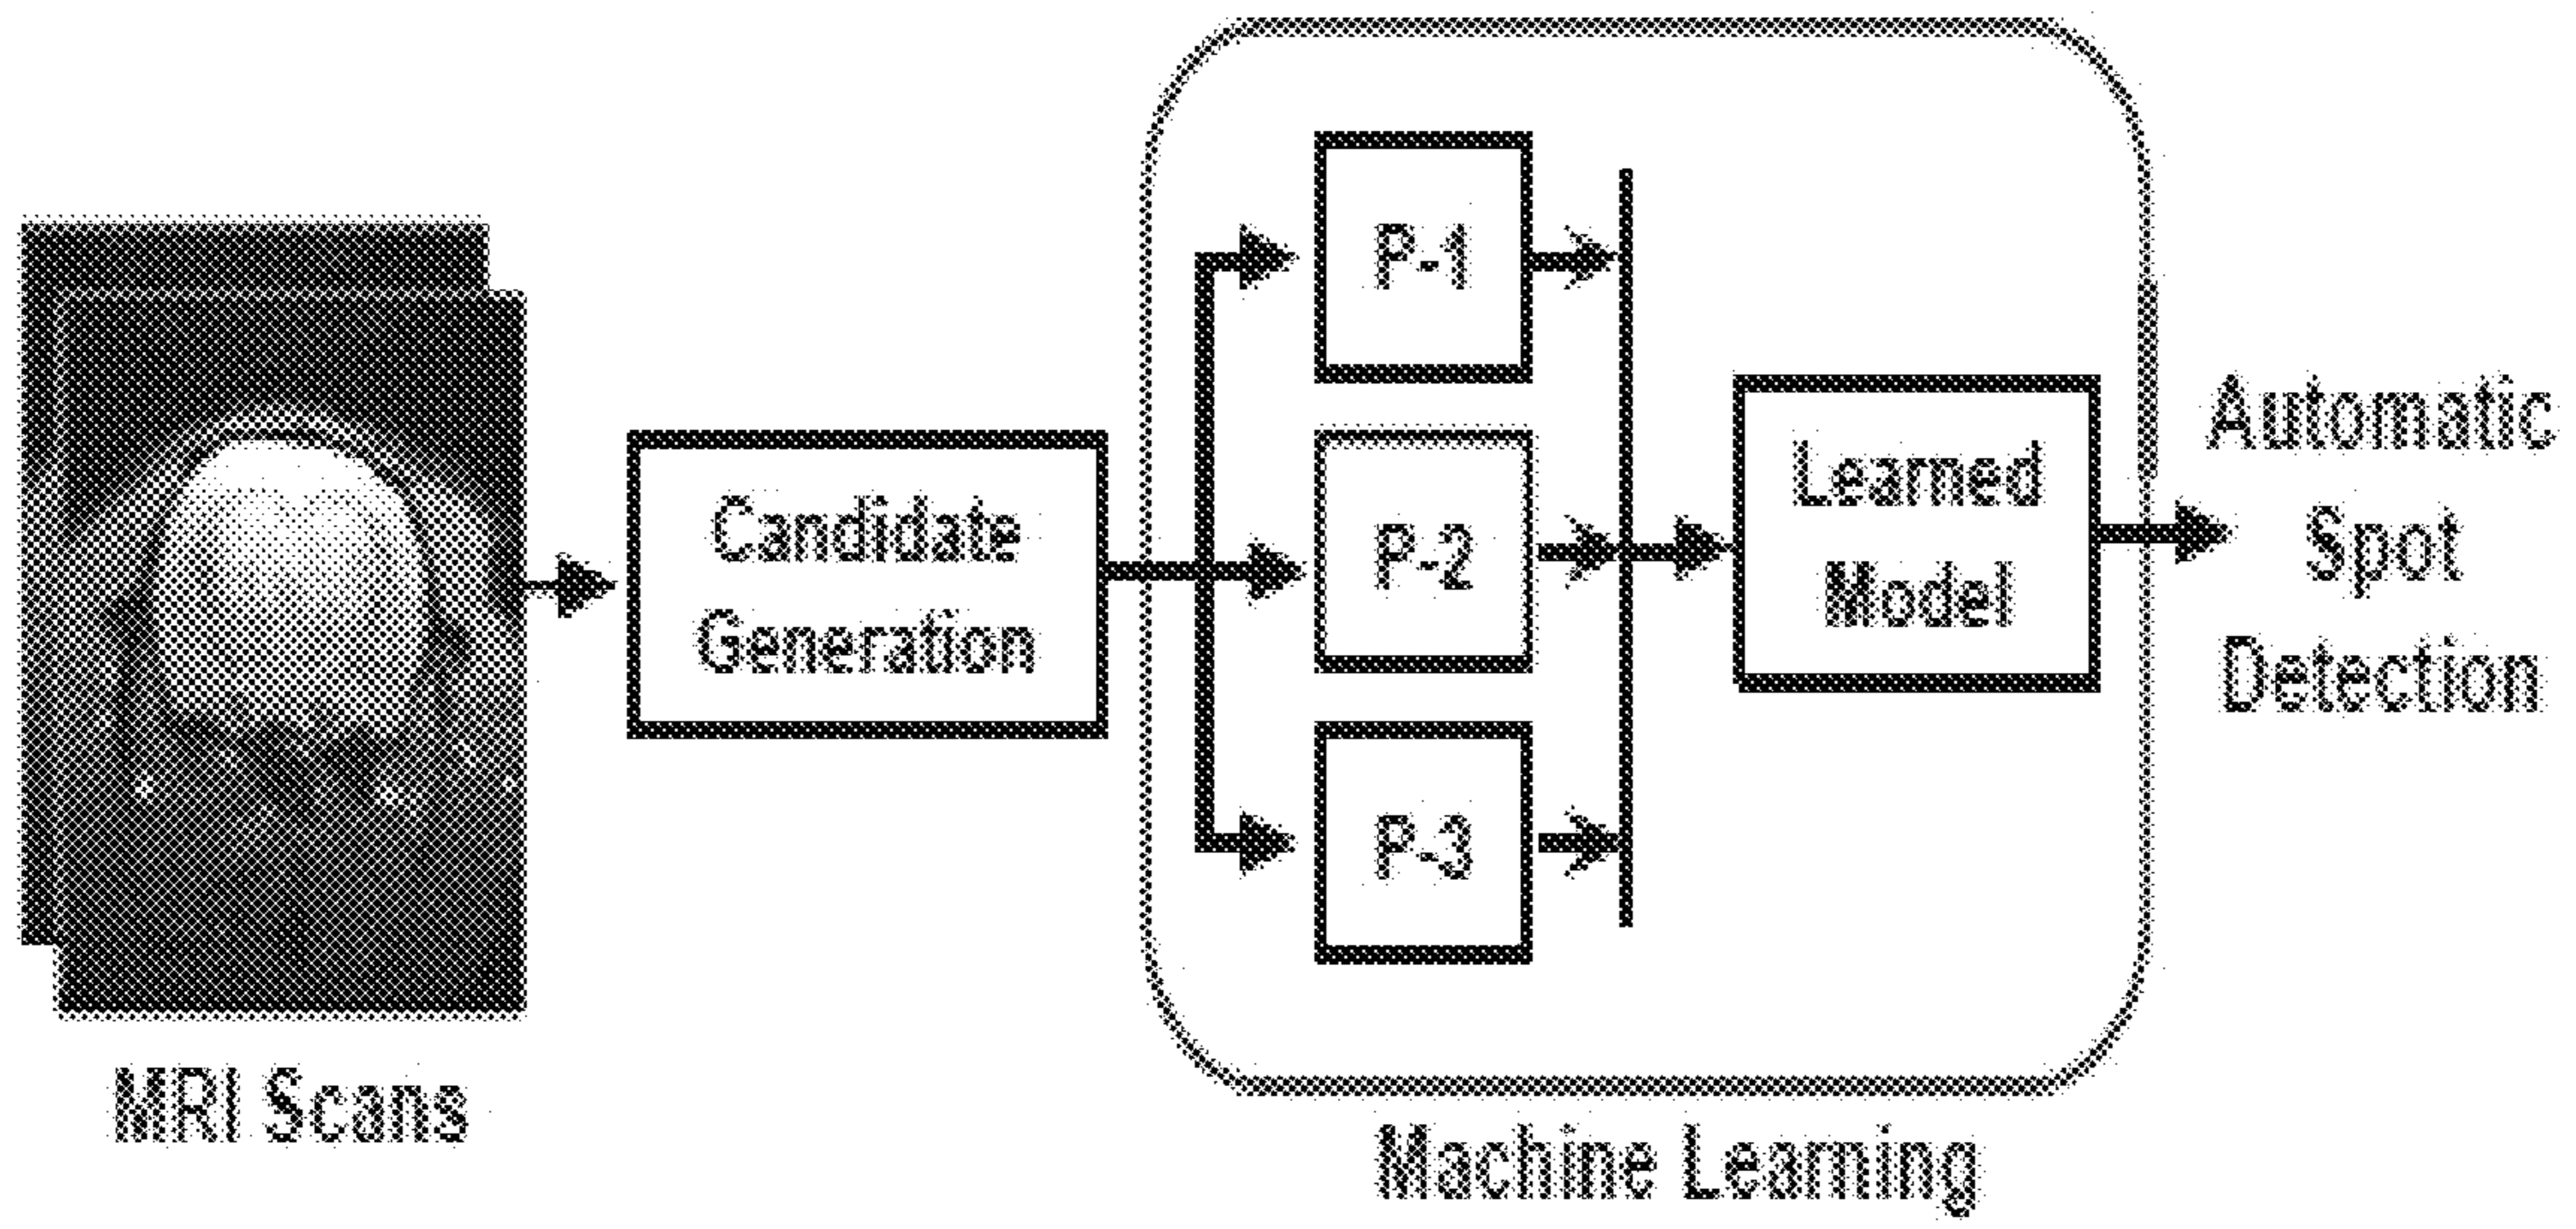 MRI Scans
Candidate
Generation
P-1
P-2
P-3
Learned
Model
Machine Learning
Automatic
Spot
Detection